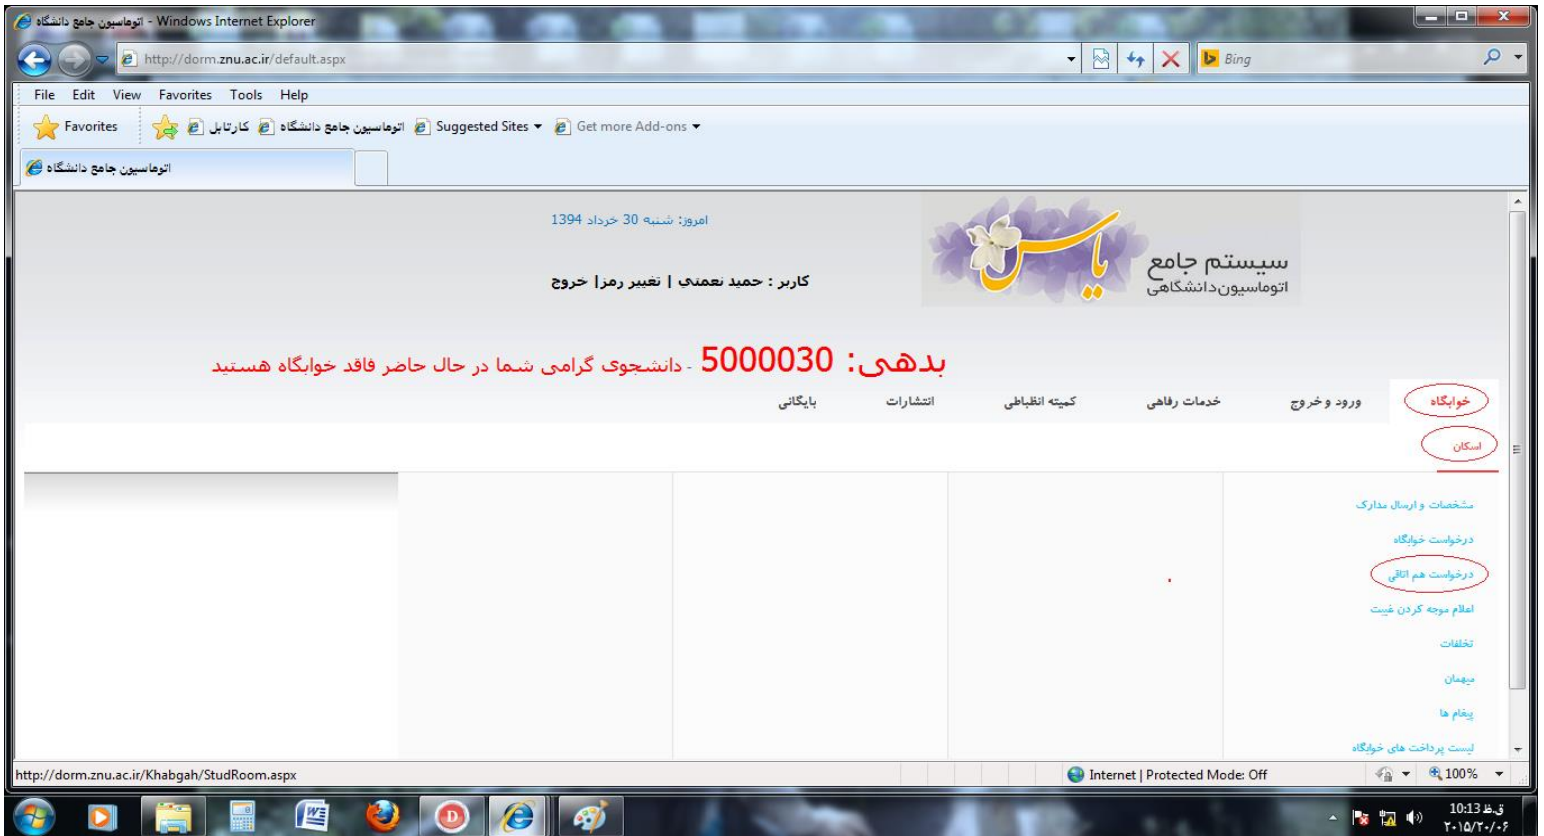 اتوماسیون جامع دانشگاه - Windows Internet Explorer
http://dorm.znu.ac.ir/default.aspx
Bing
File Edit View Favorites Tools Help
Favorites کارتابل اتوماسیون جامع دانشگاه Suggested Sites Get more Add-ons
اتوماسیون جامع دانشگاه
امروز: شنبه 30 خرداد 1394
یاس
سیستم جامع
اتوماسیون دانشگاهی
کاربر : حمید نعمتی | تغییر رمز| خروج
بدهی: 5000030 - دانشجوی گرامی شما در حال حاضر فاقد خوابگاه هستید
خوابگاه ورود و خروج خدمات رفاهی کمیته انظباطی انتشارات بایگانی
اسکان
مشخصات و ارسال مدارک
درخواست خوابگاه
درخواست هم اتاقی
اعلام موجه کردن غیبت
تخلفات
میهمان
پیغام ها
لیست پرداخت های خوابگاه
http://dorm.znu.ac.ir/Khabgah/StudRoom.aspx Internet | Protected Mode: Off 100%
10:13 ق.ظ
۲۰۱۵/۲۰/۰۶